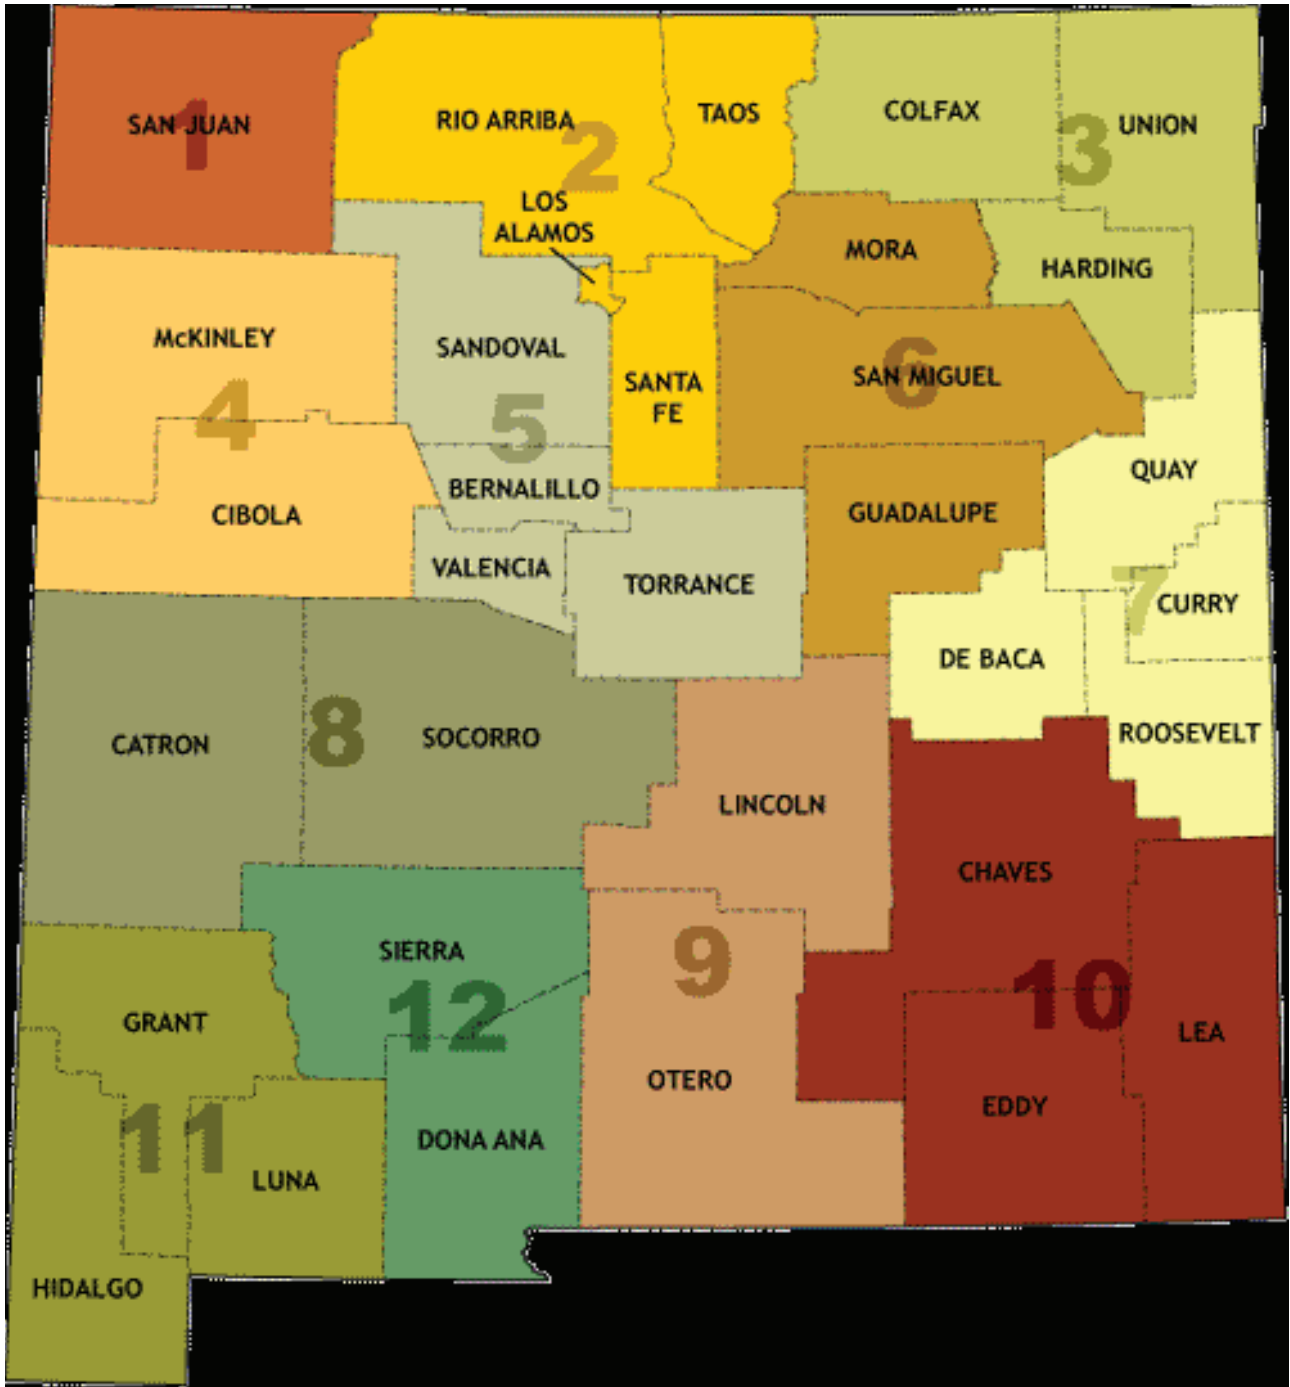 SAN JUAN
1
RIO ARRIBA
2
TAOS
COLFAX
3
UNION
LOS
ALAMOS
MORA
HARDING
McKINLEY
4
SANDOVAL
5
SANTA
FE
SAN MIGUEL
6
CIBOLA
BERNALILLO
GUADALUPE
QUAY
VALENCIA
TORRANCE
7
CURRY
DE BACA
CATRON
8
SOCORRO
ROOSEVELT
LINCOLN
CHAVES
SIERRA
12
9
10
GRANT
LEA
OTERO
EDDY
11
DONA ANA
LUNA
HIDALGO